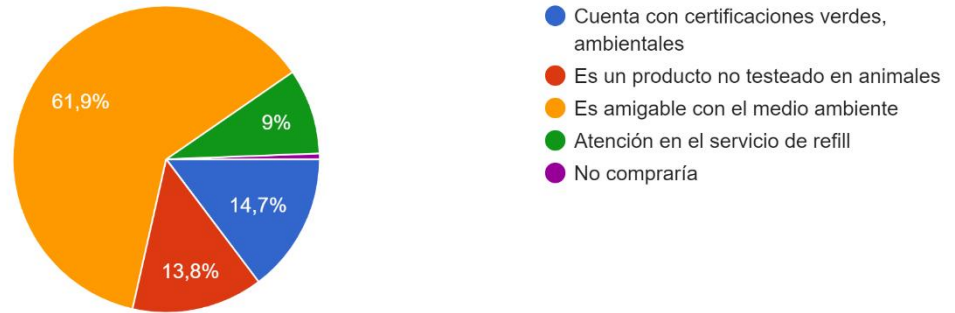 61,9%
9%
14,7%
13,8%
Cuenta con certificaciones verdes,
ambientales
Es un producto no testeado en animales
Es amigable con el medio ambiente
Atención en el servicio de refill
No compraría